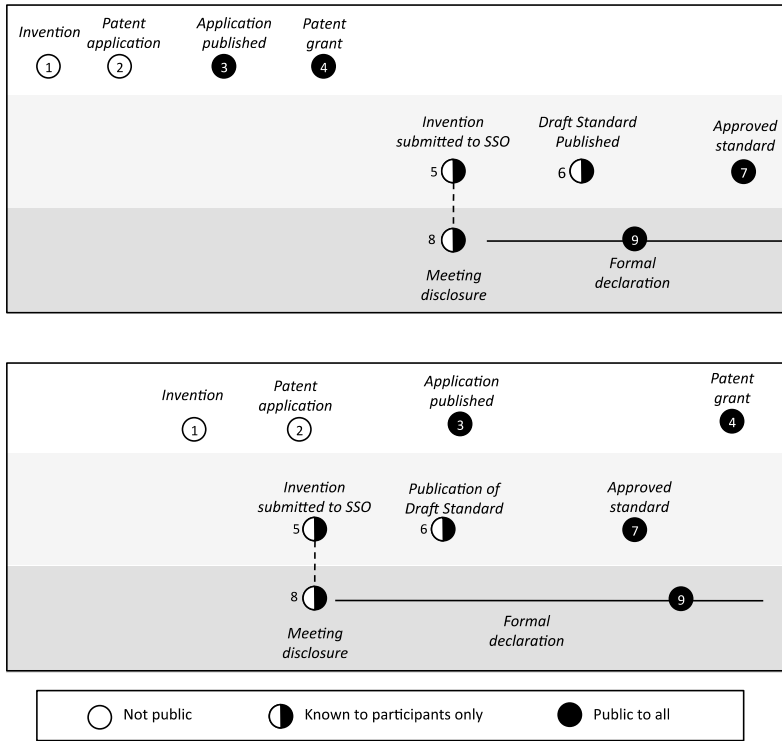 Invention
Patent
application
Application
published
Patent
grant
1
2
3
4
Invention
submitted to SSO
Draft Standard
Published
Approved
standard
5
6
7
8
9
Meeting
disclosure
Formal
declaration
Invention
Patent
application
Application
published
Patent
grant
1
2
3
4
Invention
submitted to SSO
Publication of
Draft Standard
Approved
standard
5
6
7
8
9
Meeting
disclosure
Formal
declaration
Not public
Known to participants only
Public to all